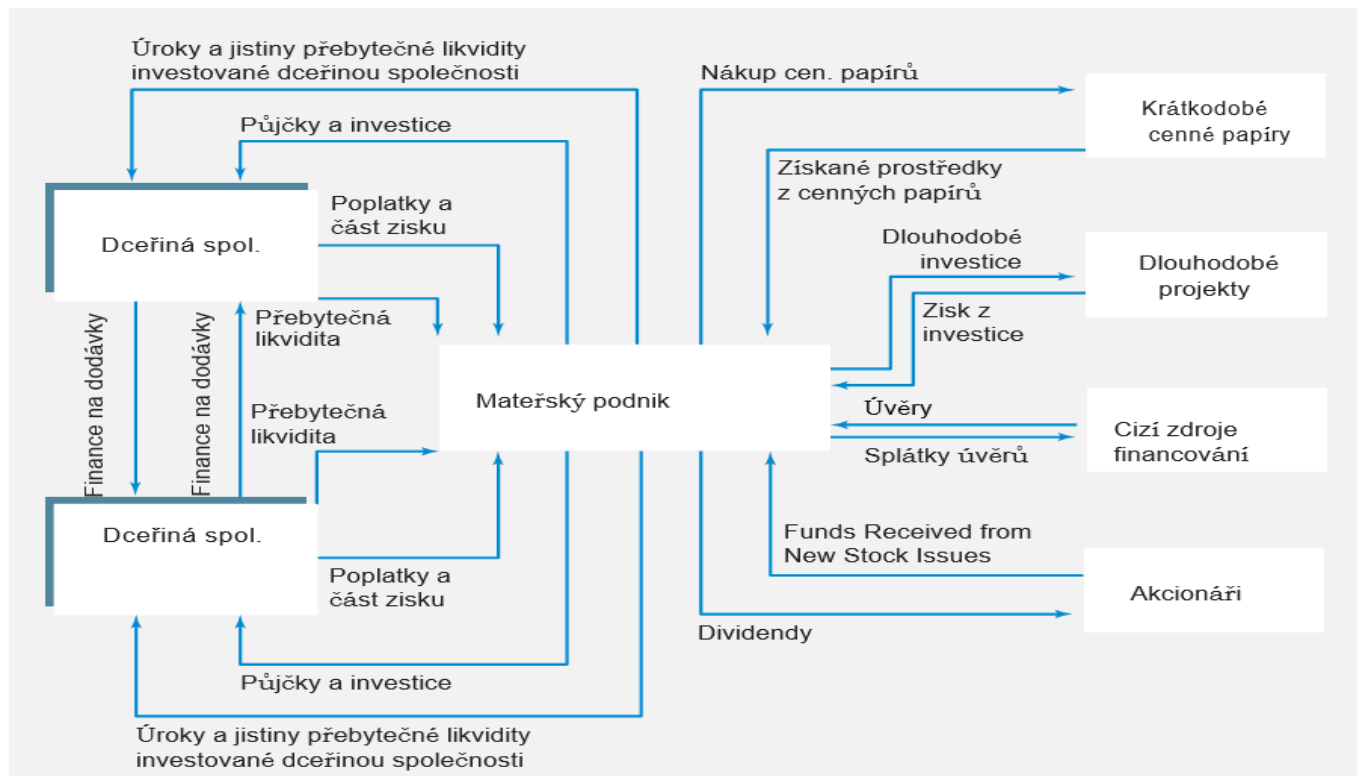 Úroky a jistiny přebytečné likvidity
investované dceřinou společnosti
Půjčky a investice
Poplatky a
část zisku
Dceřiná spol.
Přebytečná
likvidita
Finance na dodávky
Finance na dodávky
Přebytečná
likvidita
Dceřiná spol.
Poplatky a
část zisku
Půjčky a investice
Úroky a jistiny přebytečné likvidity
investované dceřinou společnosti
Mateřský podnik
Nákup cen. papírů
Krátkodobé
cenné papíry
Získané prostředky
z cenných papírů
Dlouhodobé
investice
Dlouhodobé
projekty
Zisk z
investice
Úvěry
Splátky úvěrů
Cizí zdroje
financování
Funds Received from
New Stock Issues
Akcionáři
Dividendy